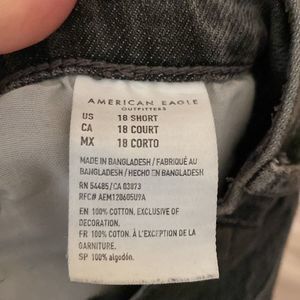 AMERICAN EAGLE
OUTFITTERS
US 18 SHORT
CA 18 COURT
MX 18 CORTO
MADE IN BANGLADESH / FABRIQUÉ AU
BANGLADESH / HECHO EN BANGLADESH
RN 54485/CA 03873
RFC# AEM120605U9A
EN 100% COTTON. EXCLUSIVE OF
DECORATION.
FR 100% COTON. À L'EXCEPTION DE LA
GARNITURE.
SP 100% algodón.